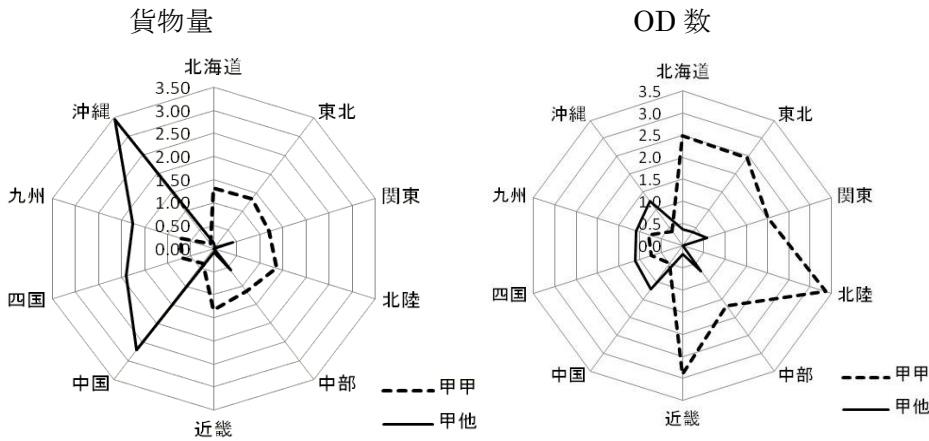 貨物量
北海道
東北
関東
北陸
中部
近畿
中国
四国
九州
沖縄
3.50
3.00
2.50
2.00
1.50
1.00
0.50
0.00
甲甲
甲他
OD 数
北海道
東北
関東
北陸
中部
近畿
中国
四国
九州
沖縄
3.5
3.0
2.5
2.0
1.5
1.0
0.5
0.0
甲甲
甲他